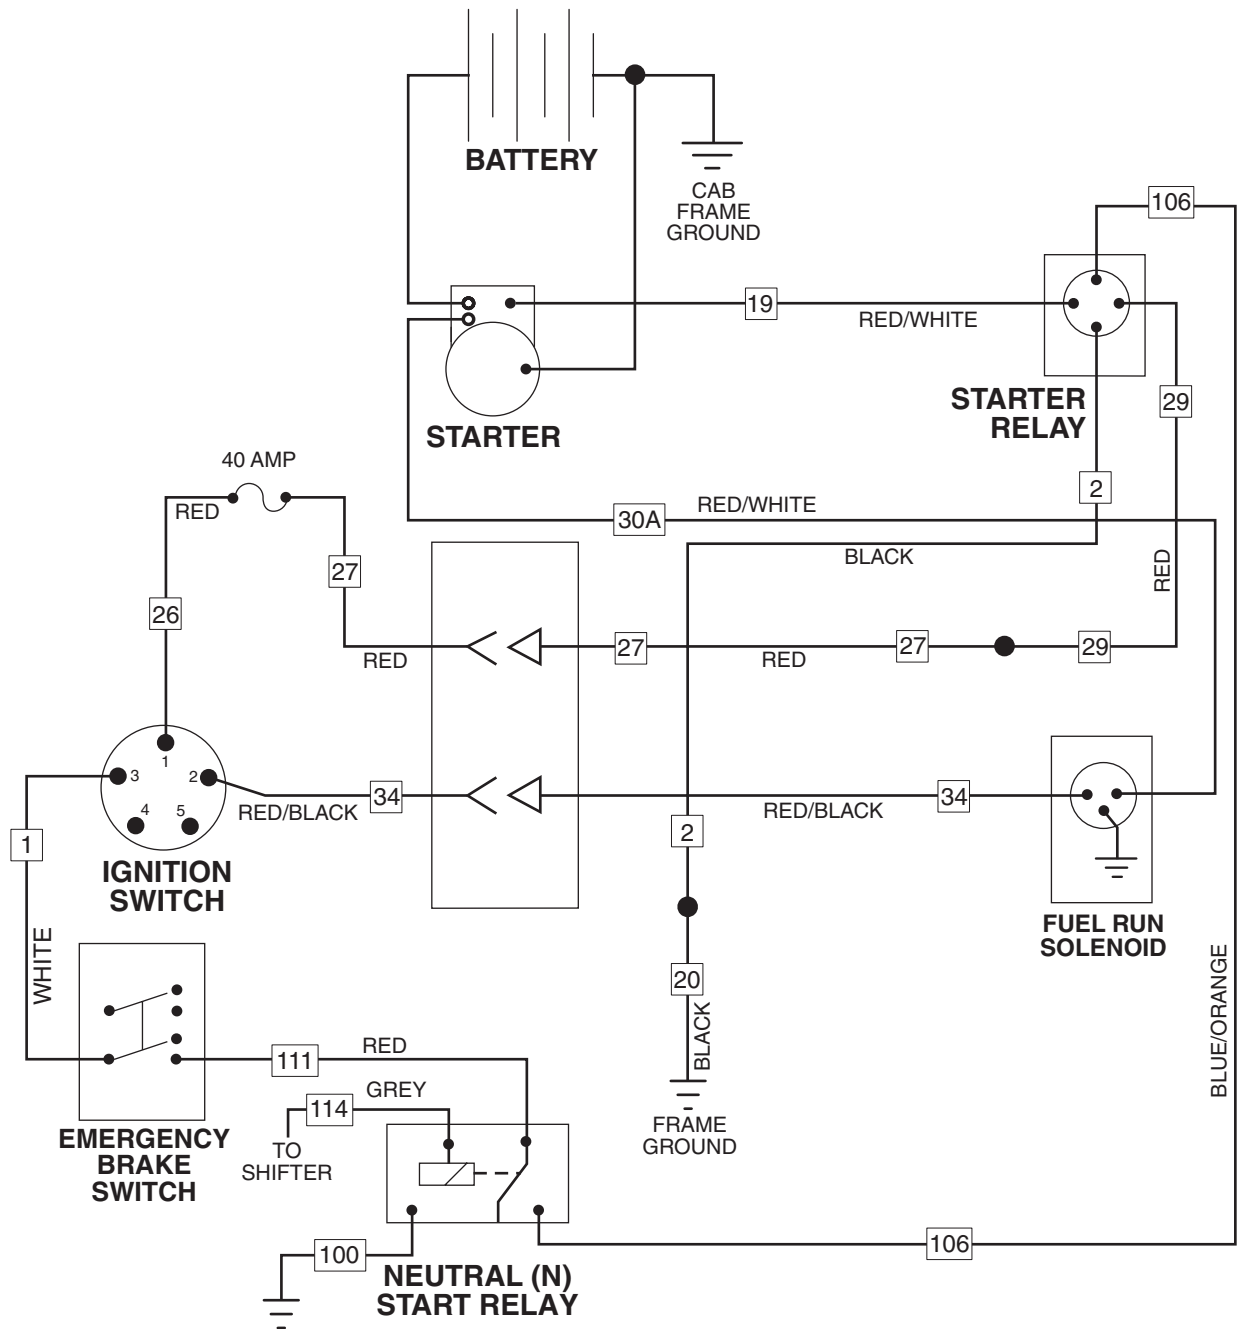 BATTERY
CAB
FRAME
GROUND
106
19
RED/WHITE
STARTER
RELAY
29
STARTER
40 AMP
RED
2
30A
RED/WHITE
BLACK
27
RED
26
RED
27
RED
27
29
1
3
2
4
5
34
RED/BLACK
RED/BLACK
34
1
2
IGNITION
SWITCH
FUEL RUN
SOLENOID
WHITE
20
BLACK
BLUE/ORANGE
111
RED
GREY
114
TO
SHIFTER
FRAME
GROUND
EMERGENCY
BRAKE
SWITCH
100
106
NEUTRAL (N)
START RELAY